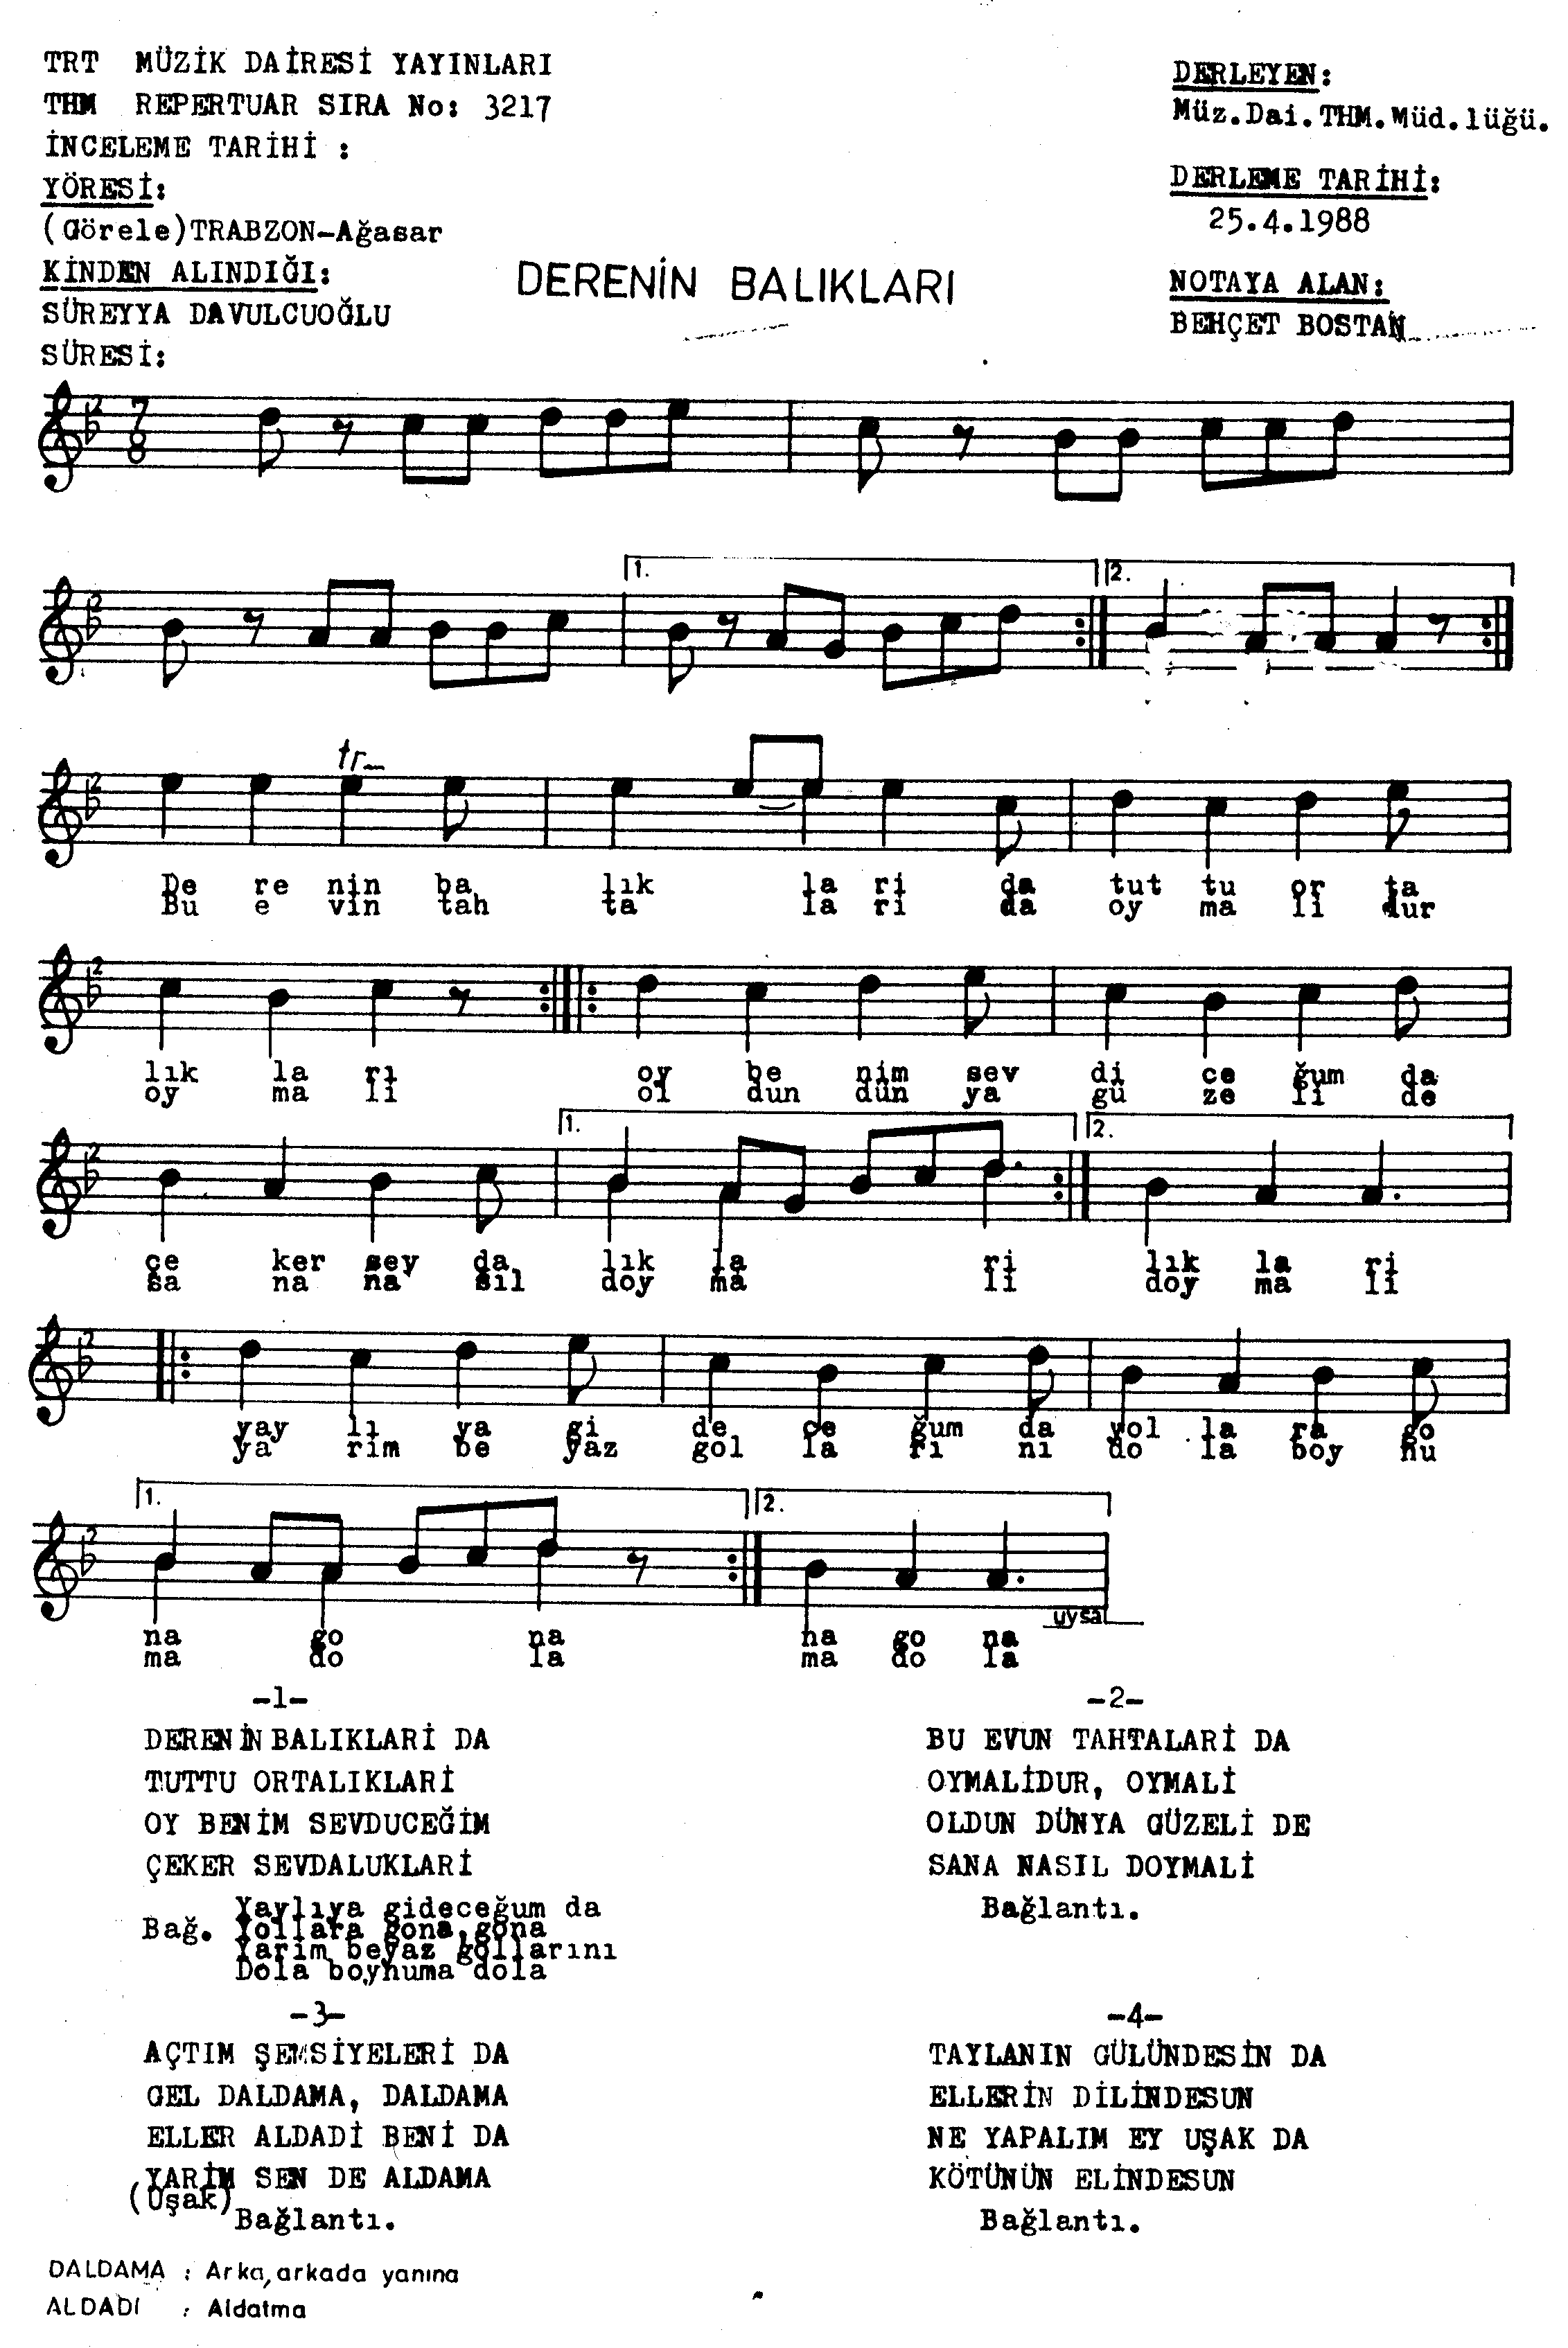 TRT MÜZİK DAİRESİ YAYINLARI
THM REPERTUAR SIRA No: 3217
İNCELEME TARİHİ :
YÖRESİ:
(Görele)TRABZON-Ağasar
KİNDEN ALINDIĞI:
SÜREYYA DAVULCUOĞLU
SÜRESİ:
DERLEYEN:
Müz.Dai.THM.Müd.lüğü.
DERLEME TARİHİ:
25.4.1988
NOTAYA ALAN:
BEHÇET BOSTAN
DERENİN BALIKLARI
2 7 8
2 1. 2.
2 tr
De re nin ba lık la ri da tut tu or ta
Bu e vin tah ta la ri da oy ma li dur
2
lık la rı oy be nim sev di ce ğum da
oy ma li ol dun dün ya gü ze li de
2 1. 2.
çe ker sev da lık la ri lık la ri
sa na na sıl doy ma li doy ma li
2
yay lı ya gi de ce ğum da yol la ra go
ya rim be yaz gol la rı nı do la boy nu
2 1. 2.
na go na na go na
ma do la ma do la
uysal
-1-
DERENİN BALIKLARİ DA
TUTTU ORTALIKLARİ
OY BENİM SEVDUCEĞİM
ÇEKER SEVDALUKLARİ
Yaylıya gideceğum da
Bağ. Yollara gona,gona
Yarim beyaz gollarını
Dola boynuma dola
-2-
BU EVUN TAHTALARİ DA
OYMALİDUR, OYMALİ
OLDUN DÜNYA GÜZELİ DE
SANA NASIL DOYMALİ
Bağlantı.
-3-
AÇTIM ŞEMSİYELERİ DA
GEL DALDAMA, DALDAMA
ELLER ALDADİ BENİ DA
YARİM SEN DE ALDAMA
(Uşak)
Bağlantı.
-4-
TAYLANIN GÜLÜNDESİN DA
ELLERİN DİLİNDESUN
NE YAPALIM EY UŞAK DA
KÖTÜNÜN ELİNDESUN
Bağlantı.
DALDAMA : Arka,arkada yanına
ALDADI : Aldatma